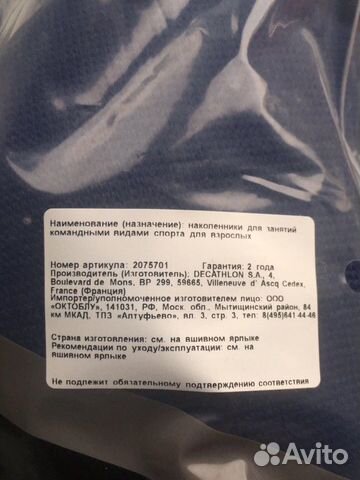 Наименование (назначение): наколенники для занятий
командными видами спорта для взрослых
Номер артикула: 2075701 Гарантия: 2 года
Производитель (Изготовитель): DECATHLON S.A., 4,
Boulevard de Mons, BP 299, 59665, Villeneuve d' Ascq Cedex,
France (Франция)
Импортер/уполномоченное изготовителем лицо: ООО
«ОКТОБЛУ», 141031, РФ, Моск. обл., Мытищинский район, 84
км МКАД, ТПЗ «Алтуфьево», вл. 3, стр. 3, тел: 8(495)641-44-46
Страна изготовления: см. на вшивном ярлыке
Рекомендации по уходу/эксплуатации: см. на
вшивном ярлыке
Не подлежит обязательному подтверждению соответствия
Avito